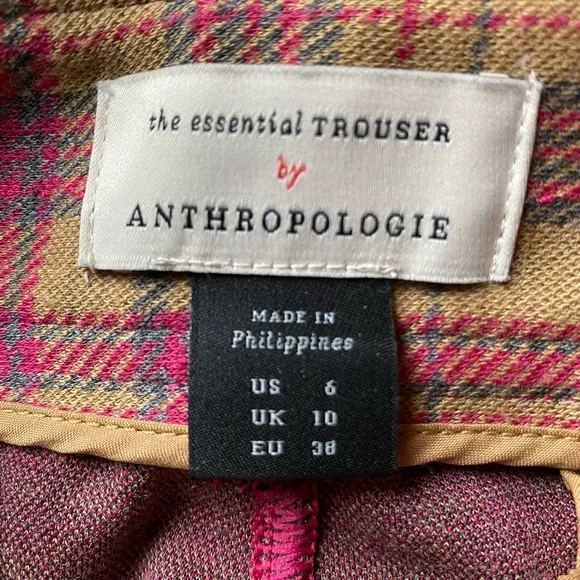 the essential TROUSER
by
ANTHROPOLOGIE
MADE IN
Philippines
US 6
UK 10
EU 38